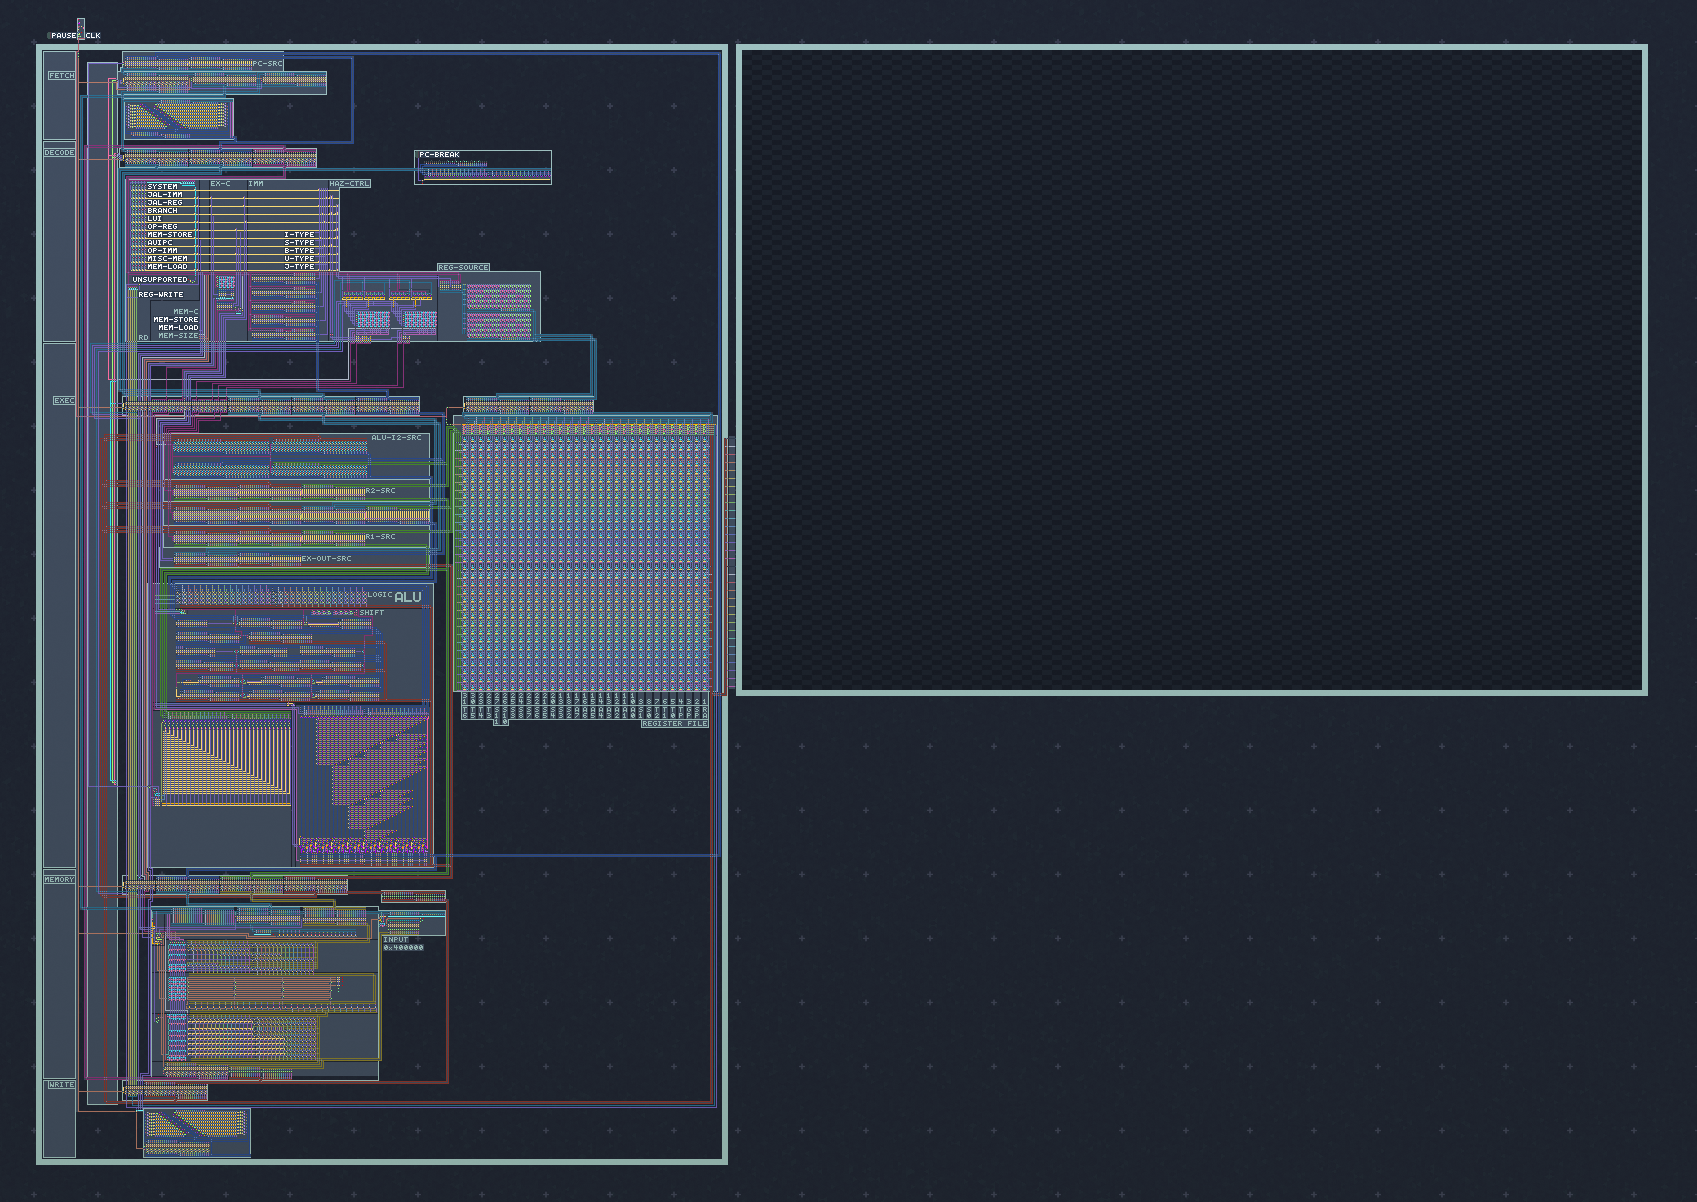 PAUSE CLK
PC-SRC
FETCH
DECODE
PC-BREAK
SYSTEM
EX-C
IMM
HAZ-CTRL
JAL-IMM
JAL-REG
BRANCH
LUI
OP-REG
MEM-STORE
I-TYPE
AUIPC
S-TYPE
OP-IMM
B-TYPE
MISC-MEM
U-TYPE
MEM-LOAD
J-TYPE
REG-SOURCE
UNSUPPORTED
REG-WRITE
MEM-C
MEM-STORE
MEM-LOAD
RD
MEM-SIZE
EXEC
ALU-I2-SRC
R2-SRC
R1-SRC
EX-OUT-SRC
LOGIC
ALU
SHIFT
REGISTER FILE
MEMORY
INPUT
0x400000
WRITE